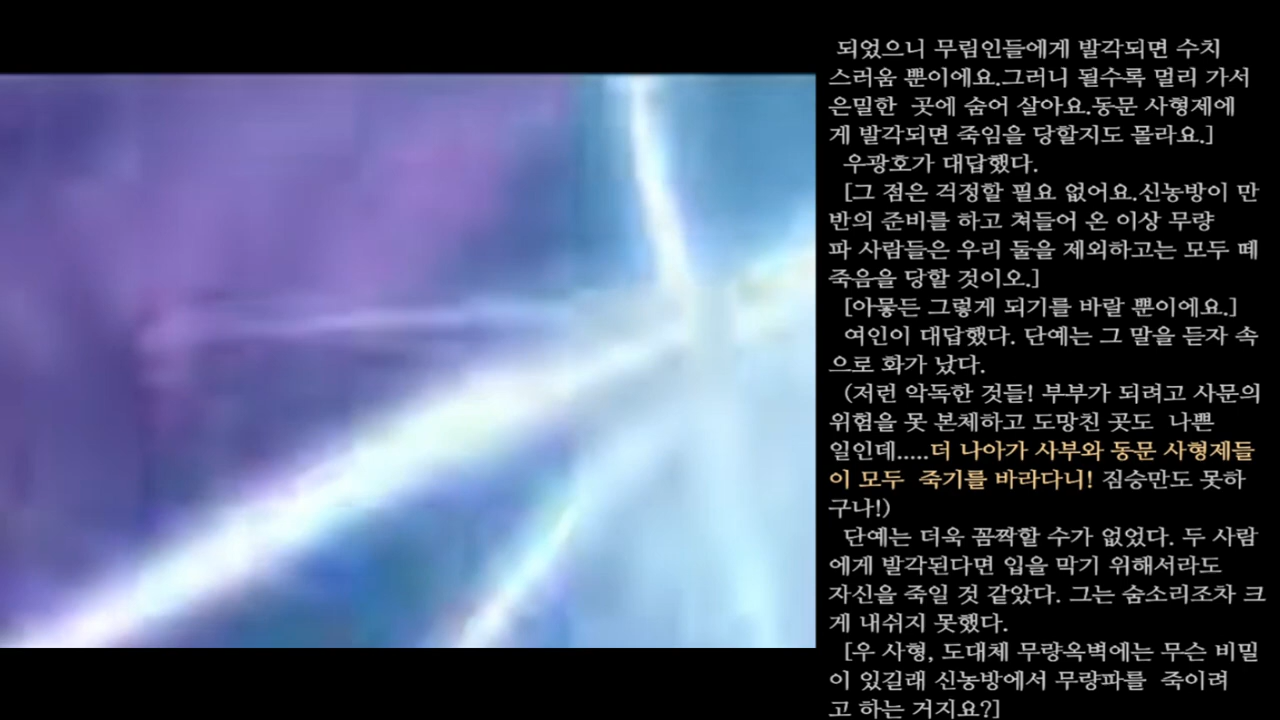 되었으니 무림인들에게 발각되면 수치
스러움 뿐이에요.그러니 될수록 멀리 가서
은밀한 곳에 숨어 살아요.동문 사형제에
게 발각되면 죽임을 당할지도 몰라요.]
우광호가 대답했다.
[그 점은 걱정할 필요 없어요.신농방이 만
반의 준비를 하고 쳐들어 온 이상 무량
파 사람들은 우리 둘을 제외하고는 모두 떼
죽음을 당할 것이오.]
[아뭏든 그렇게 되기를 바랄 뿐이에요.]
여인이 대답했다. 단예는 그 말을 듣자 속
으로 화가 났다.
(저런 악독한 것들! 부부가 되려고 사문의
위험을 못 본체하고 도망친 곳도 나쁜
일인데.....더 나아가 사부와 동문 사형제들
이 모두 죽기를 바라다니! 짐승만도 못하
구나!)
단예는 더욱 꼼짝할 수가 없었다. 두 사람
에게 발각된다면 입을 막기 위해서라도
자신을 죽일 것 같았다. 그는 숨소리조차 크
게 내쉬지 못했다.
[우 사형, 도대체 무량옥벽에는 무슨 비밀
이 있길래 신농방에서 무량파를 죽이려
고 하는 거지요?]